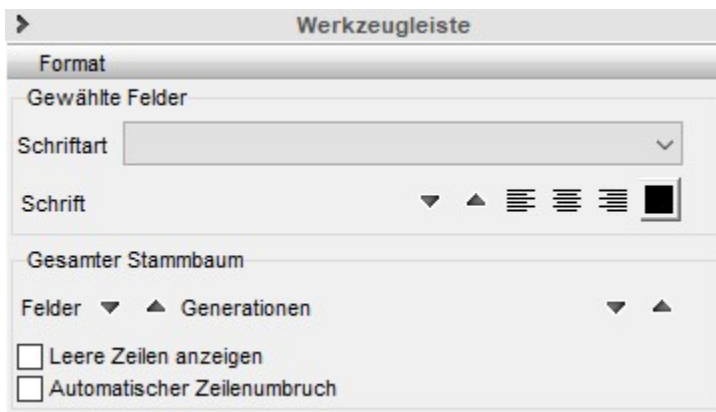 Werkzeugleiste
Format
Gewählte Felder
Schriftart
Schrift
Gesamter Stammbaum
Felder Generationen
Leere Zeilen anzeigen
Automatischer Zeilenumbruch